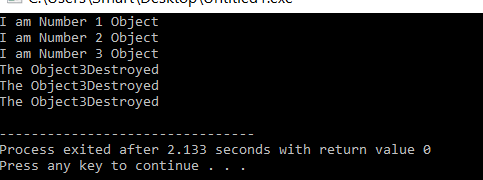 C:\Users\Smart\Desktop\Untitled1.exe
I am Number 1 Object
I am Number 2 Object
I am Number 3 Object
The Object3Destroyed
The Object3Destroyed
The Object3Destroyed
--------------------------------
Process exited after 2.133 seconds with return value 0
Press any key to continue . . .